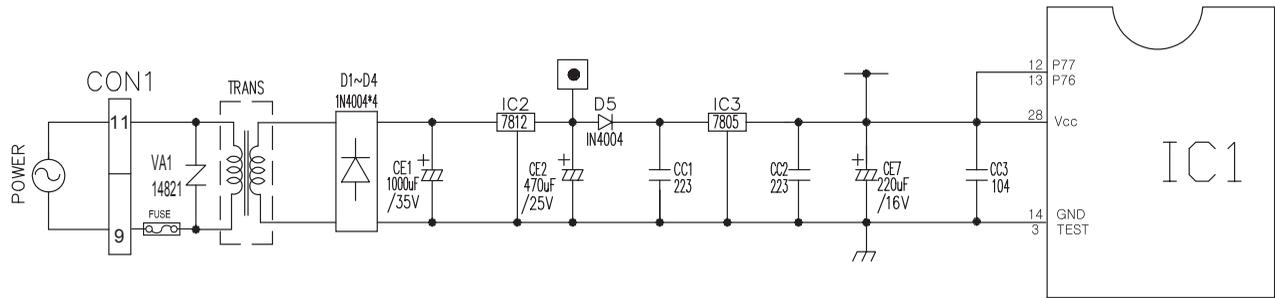 CON1
11
9
POWER
VA1
14821
FUSE
TRANS
D1~D4
1N4004*4
CE1
1000uF
/35V
IC2
7812
CE2
470uF
/25V
D5
1N4004
CC1
223
IC3
7805
CC2
223
CE7
220uF
/16V
CC3
104
12 P77
13 P76
28 Vcc
14 GND
3 TEST
IC1